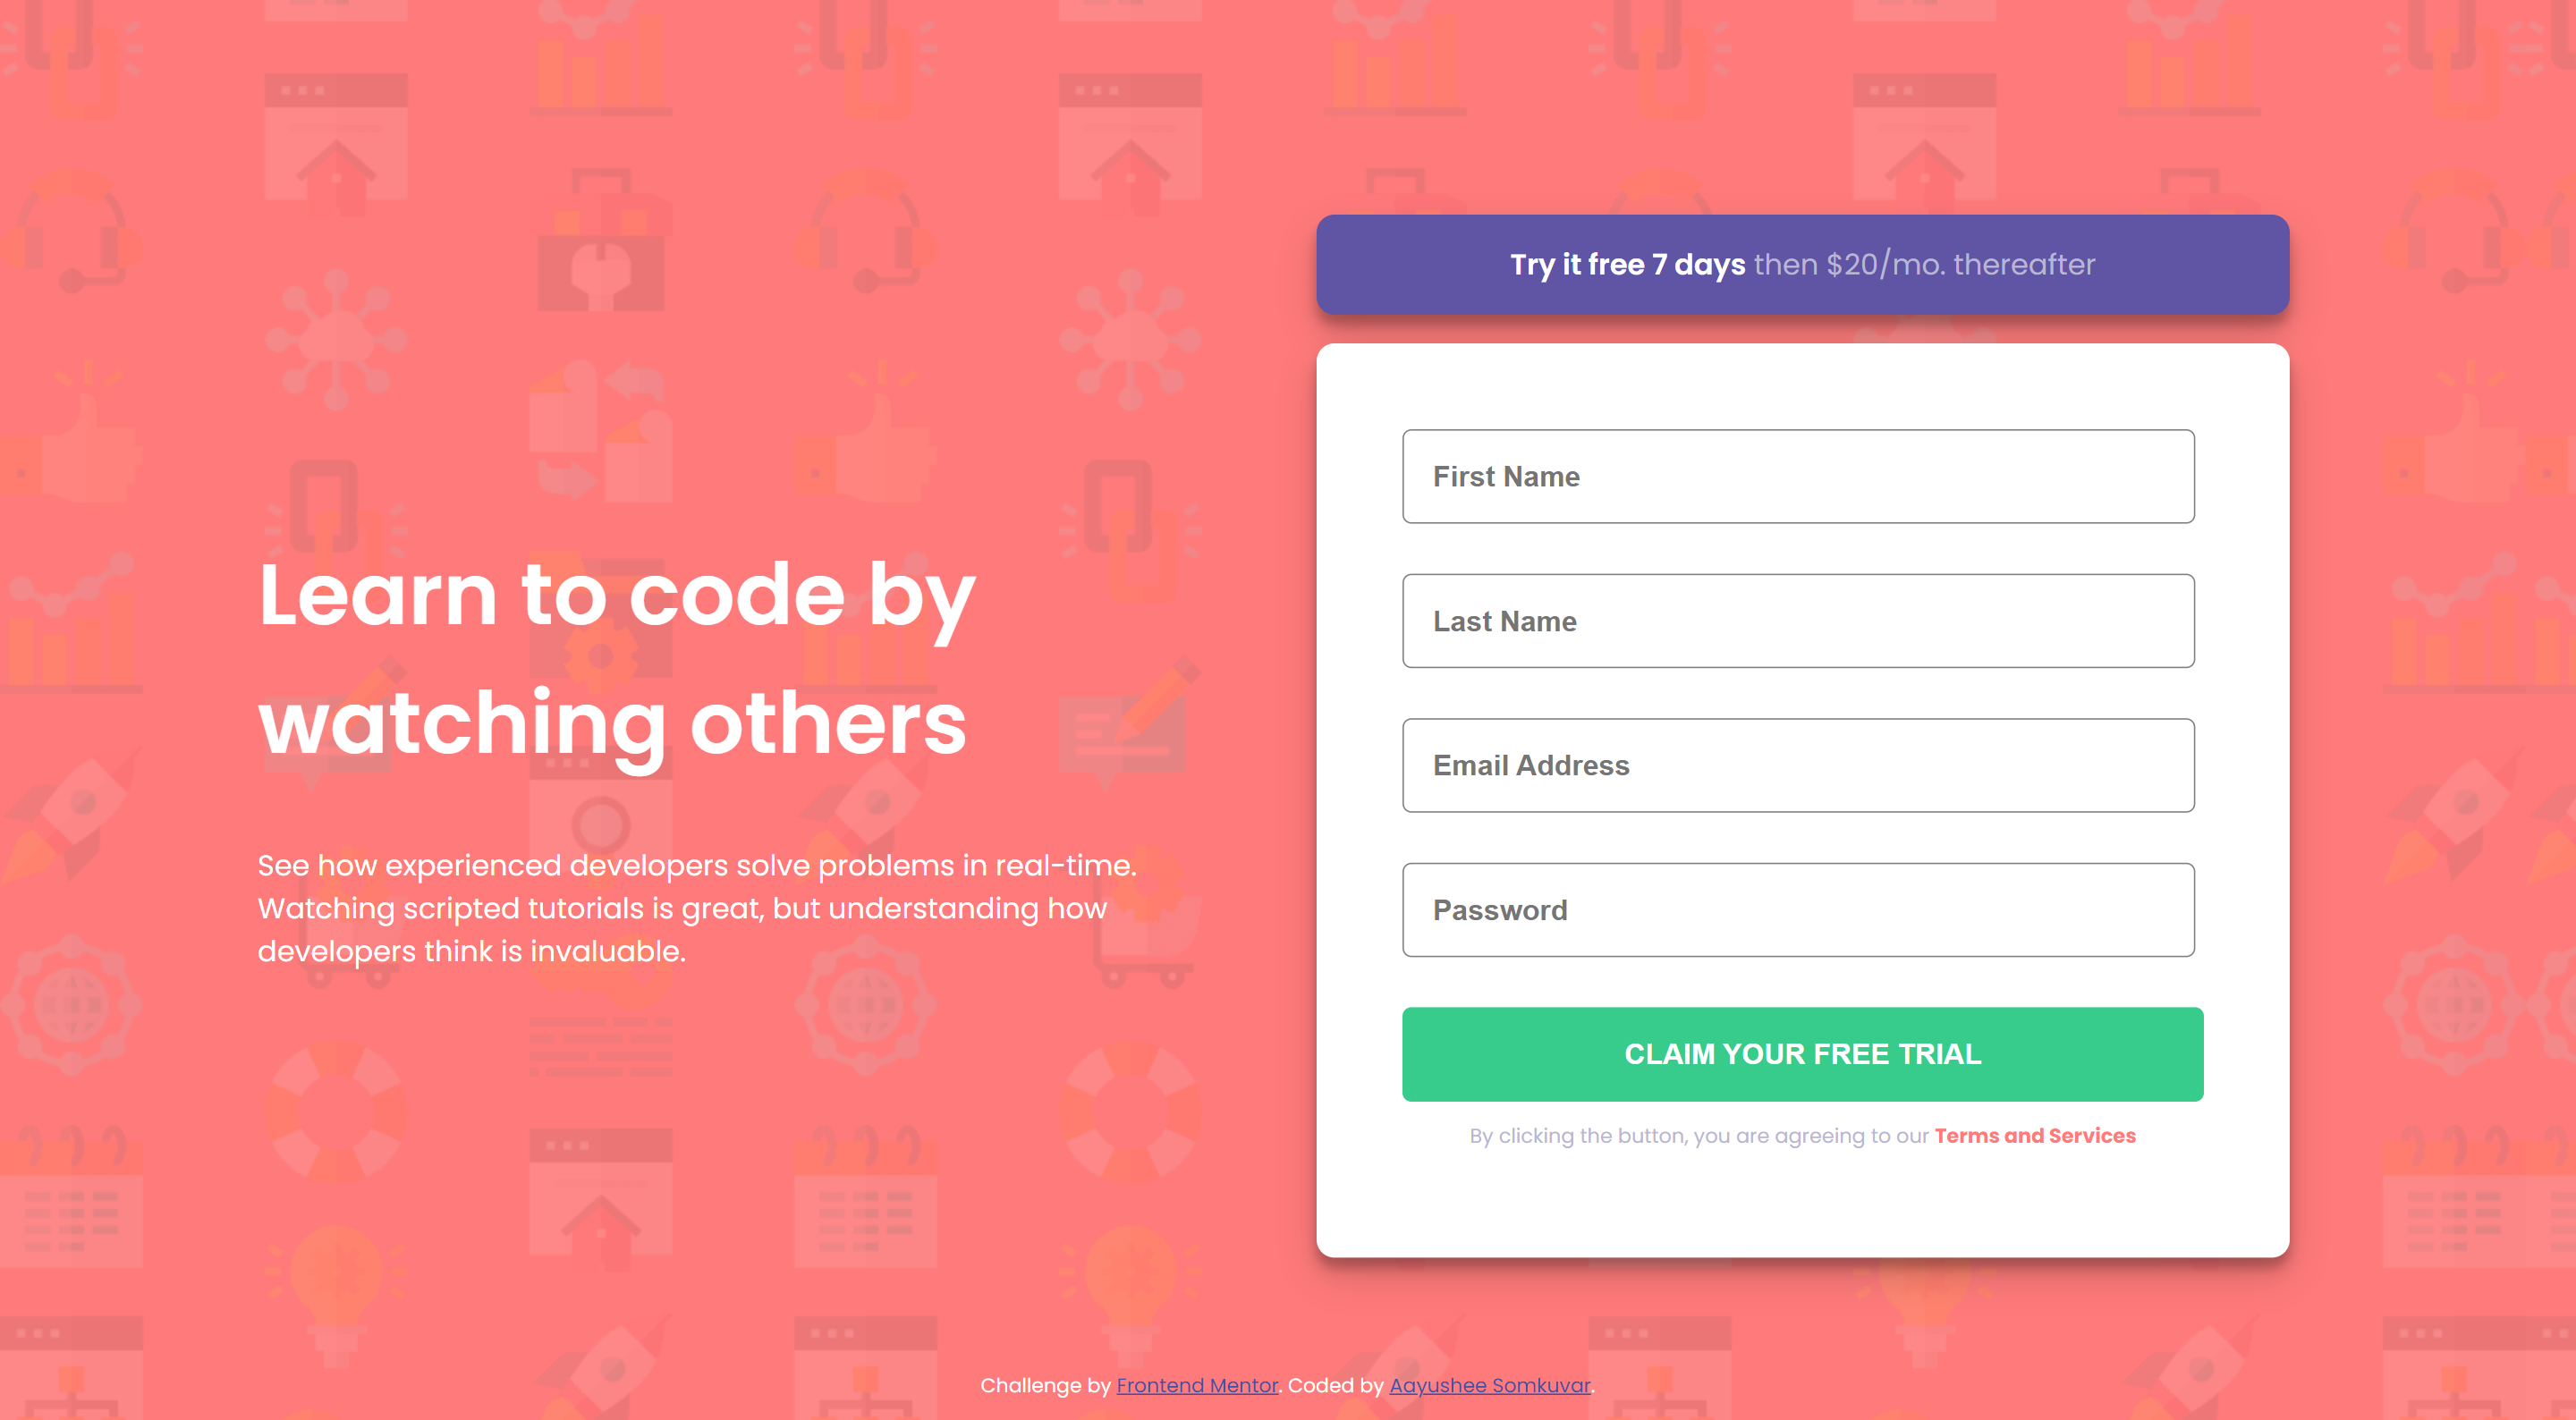 Learn to code by
watching others
See how experienced developers solve problems in real-time.
Watching scripted tutorials is great, but understanding how
developers think is invaluable.
Try it free 7 days then $20/mo. thereafter
First Name
Last Name
Email Address
Password
CLAIM YOUR FREE TRIAL
By clicking the button, you are agreeing to our Terms and Services
Challenge by Frontend Mentor. Coded by Aayushee Somkuvar.